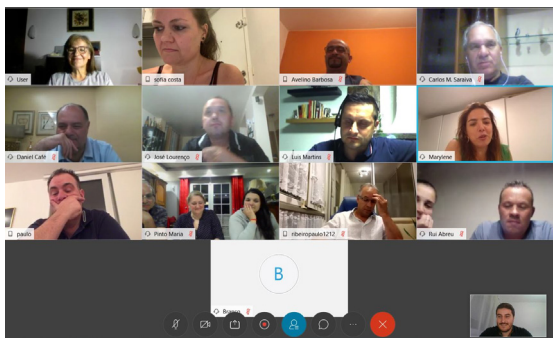 User
sofia costa
Avelino Barbosa
Carlos M. Saraiva
Daniel Café
José Lourenço
Luis Martins
Marylene
paulo
Pinto Maria
ribeiropaulo1212
Rui Abreu
B